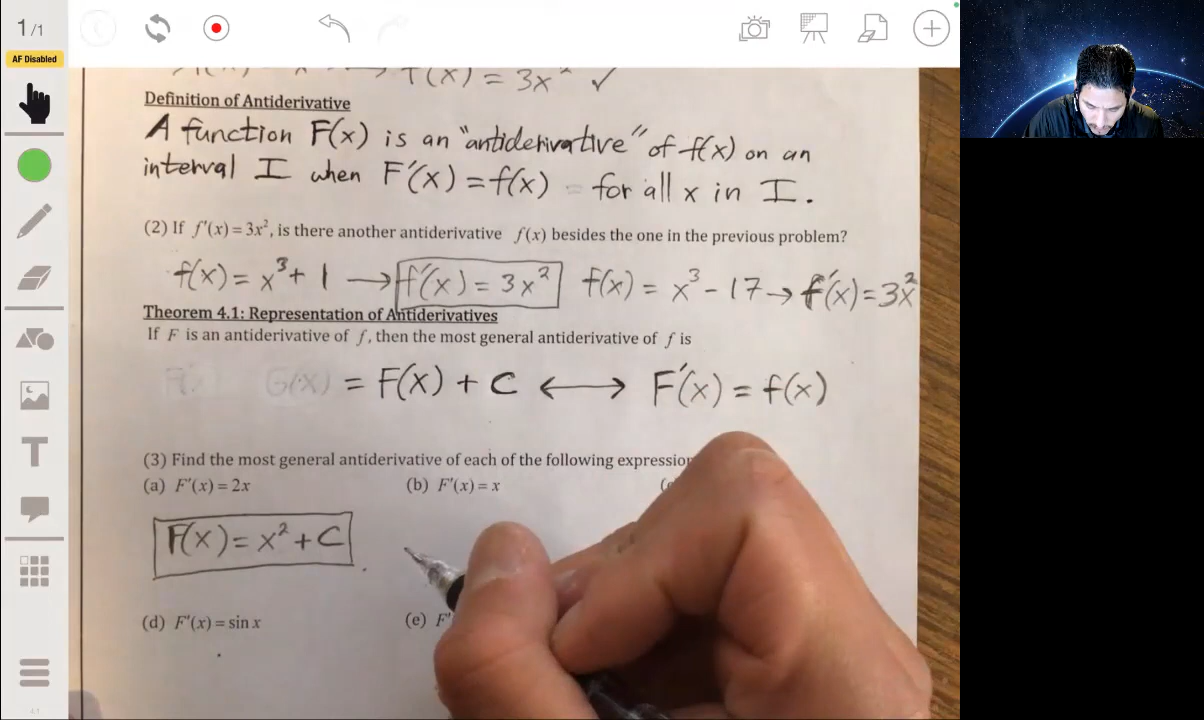 1/1
AF Disabled
f(x) = 3x² ✓
Definition of Antiderivative
A function F(x) is an "antiderivative" of f(x) on an
interval I when F'(x) = f(x) for all x in I.
(2) If f'(x) = 3x², is there another antiderivative f(x) besides the one in the previous problem?
f(x) = x³ + 1 → f'(x) = 3x² f(x) = x³ - 17 → f'(x) = 3x²
Theorem 4.1: Representation of Antiderivatives
If F is an antiderivative of f, then the most general antiderivative of f is
G(x) = F(x) + C ⟷ F'(x) = f(x)
(3) Find the most general antiderivative of each of the following
(a) F'(x) = 2x (b) F'(x) = x
F(x) = x² + C
(d) F'(x) = sin x (e)
T